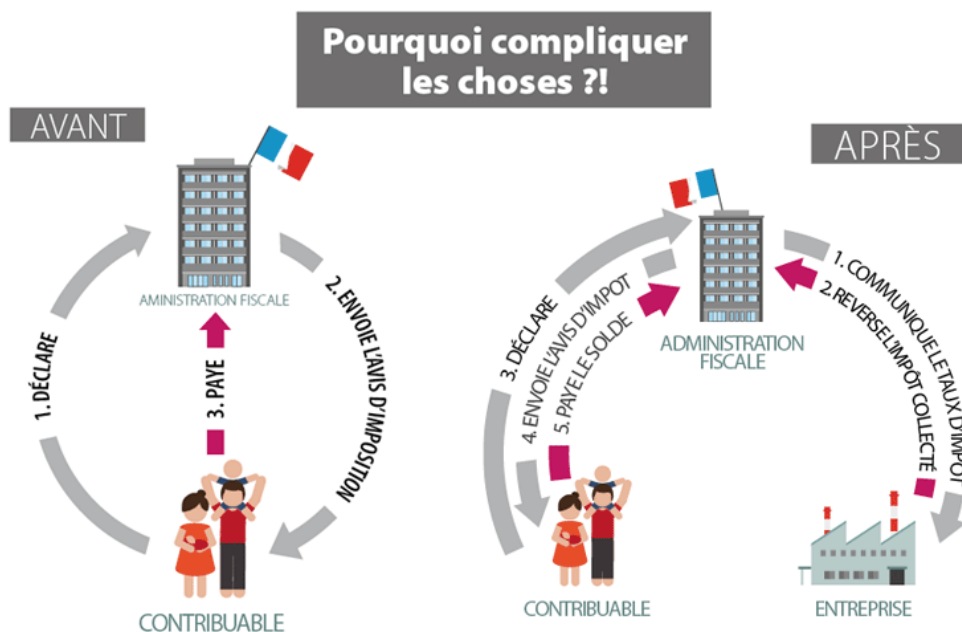 Pourquoi compliquer
les choses ?!
AVANT
AMINISTRATION FISCALE
1. DÉCLARE
2. ENVOIE L'AVIS D'IMPOSITION
3. PAYE
CONTRIBUABLE
APRÈS
ADMINISTRATION
FISCALE
1. COMMUNIQUE LE TAUX D'IMPOT
2. REVERSE L'IMPÔT COLLECTÉ
3. DÉCLARE
4. ENVOIE L'AVIS D'IMPOT
5. PAYE LE SOLDE
CONTRIBUABLE
ENTREPRISE